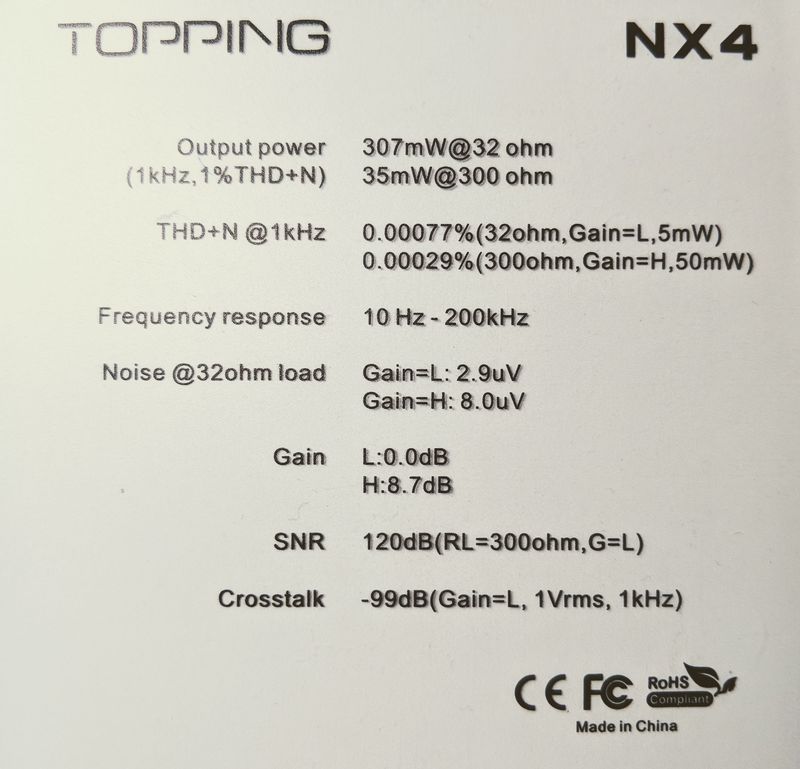 TOPPING NX4
Output power 307mW@32 ohm
(1kHz,1%THD+N) 35mW@300 ohm
THD+N @1kHz 0.00077%(32ohm,Gain=L,5mW)
0.00029%(300ohm,Gain=H,50mW)
Frequency response 10 Hz - 200kHz
Noise @32ohm load Gain=L: 2.9uV
Gain=H: 8.0uV
Gain L:0.0dB
H:8.7dB
SNR 120dB(RL=300ohm,G=L)
Crosstalk -99dB(Gain=L, 1Vrms, 1kHz)
CE FC RoHS
Compliant
Made in China